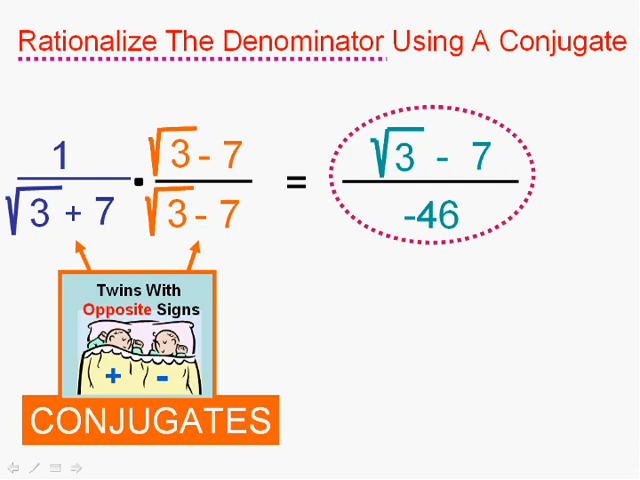 Rationalize The Denominator Using A Conjugate
1 √3 - 7 √3 - 7
√3 + 7 · √3 - 7 = -46
Twins With
Opposite Signs
+ -
CONJUGATES